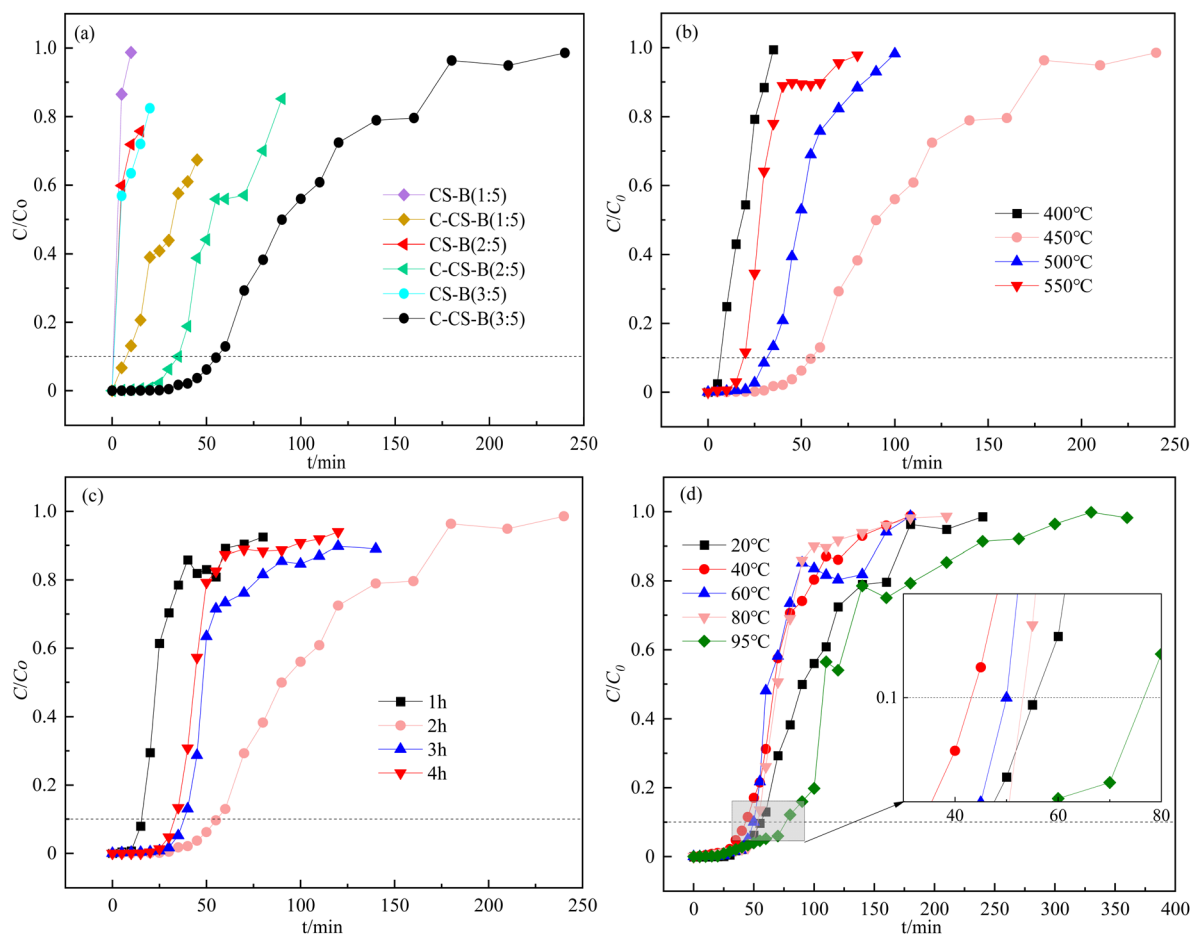 (a)
C/Co
1.0
0.8
0.6
0.4
0.2
0
CS-B(1:5)
C-CS-B(1:5)
CS-B(2:5)
C-CS-B(2:5)
CS-B(3:5)
C-CS-B(3:5)
0 50 100 150 200 250
t/min
(b)
C/C0
1.0
0.8
0.6
0.4
0.2
0
400℃
450℃
500℃
550℃
0 50 100 150 200 250
t/min
(c)
C/Co
1.0
0.8
0.6
0.4
0.2
0
1h
2h
3h
4h
0 50 100 150 200 250
t/min
(d)
C/C0
1.0
0.8
0.6
0.4
0.2
0
20℃
40℃
60℃
80℃
95℃
0.1
40 60 80
0 50 100 150 200 250 300 350 400
t/min